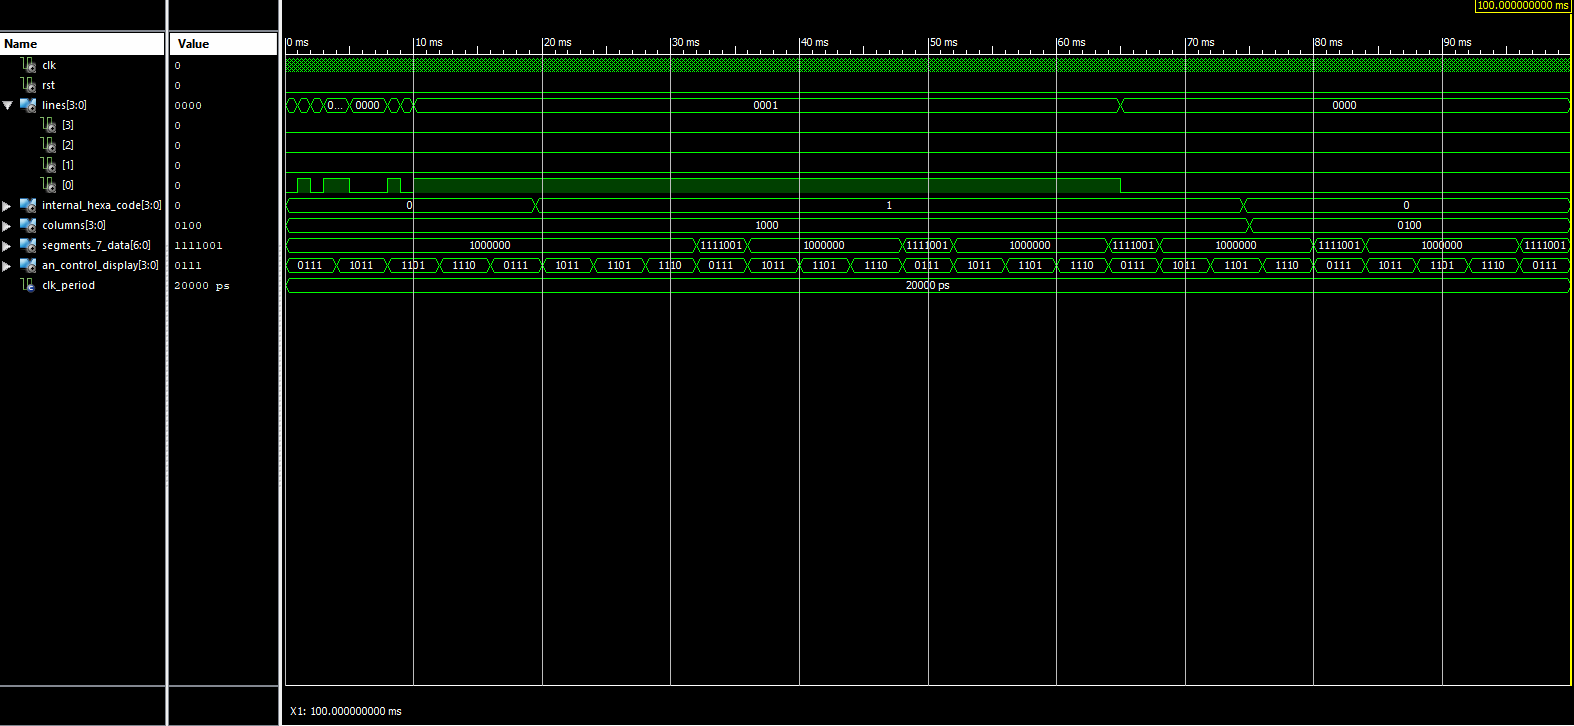 100.000000000 ms
Name Value
0 ms 10 ms 20 ms 30 ms 40 ms 50 ms 60 ms 70 ms 80 ms 90 ms
clk 0
rst 0
lines[3:0] 0000 0... 0000 0001 0000
[3] 0
[2] 0
[1] 0
[0] 0
internal_hexa_code[3:0] 0 0 1 0
columns[3:0] 0100 1000 0100
segments_7_data[6:0] 1111001 1000000 1111001 1000000 1111001 1000000 1111001 1000000 1111001 1000000 1111001
an_control_display[3:0] 0111 0111 1011 1101 1110 0111 1011 1101 1110 0111 1011 1101 1110 0111 1011 1101 1110 0111 1011 1101 1110 0111 1011 1101 1110 0111
clk_period 20000 ps 20000 ps
X1: 100.000000000 ms